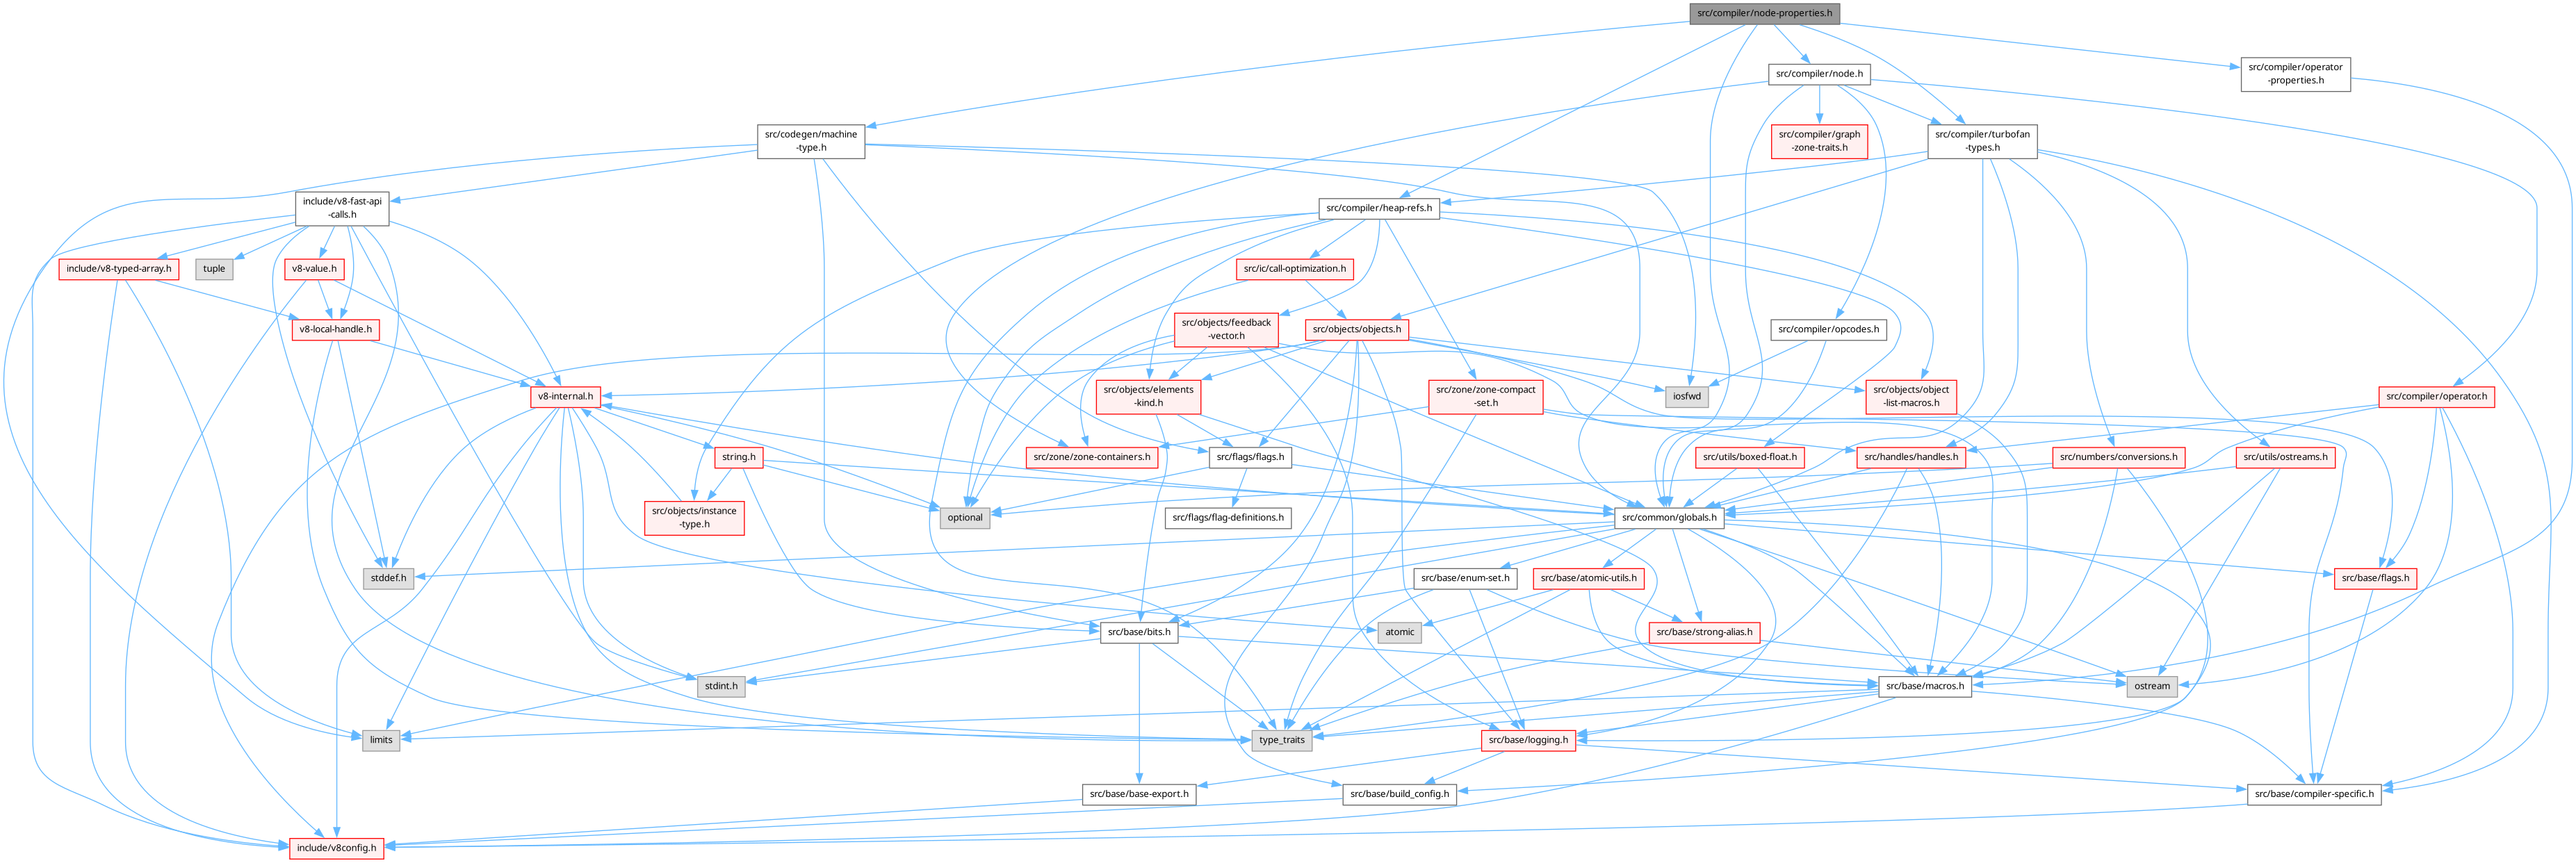 src/compiler/node-properties.h
src/compiler/node.h
src/compiler/operator
-properties.h
src/codegen/machine
-type.h
src/compiler/graph
-zone-traits.h
src/compiler/turbofan
-types.h
include/v8-fast-api
-calls.h
src/compiler/heap-refs.h
include/v8-typed-array.h
tuple
v8-value.h
src/ic/call-optimization.h
v8-local-handle.h
src/objects/feedback
-vector.h
src/objects/objects.h
src/compiler/opcodes.h
v8-internal.h
src/objects/elements
-kind.h
src/zone/zone-compact
-set.h
iosfwd
src/objects/object
-list-macros.h
src/compiler/operator.h
string.h
src/zone/zone-containers.h
src/flags/flags.h
src/utils/boxed-float.h
src/handles/handles.h
src/numbers/conversions.h
src/utils/ostreams.h
src/objects/instance
-type.h
optional
src/flags/flag-definitions.h
src/common/globals.h
stddef.h
src/base/enum-set.h
src/base/atomic-utils.h
src/base/flags.h
src/base/bits.h
atomic
src/base/strong-alias.h
stdint.h
src/base/macros.h
ostream
limits
type_traits
src/base/logging.h
src/base/base-export.h
src/base/build_config.h
src/base/compiler-specific.h
include/v8config.h